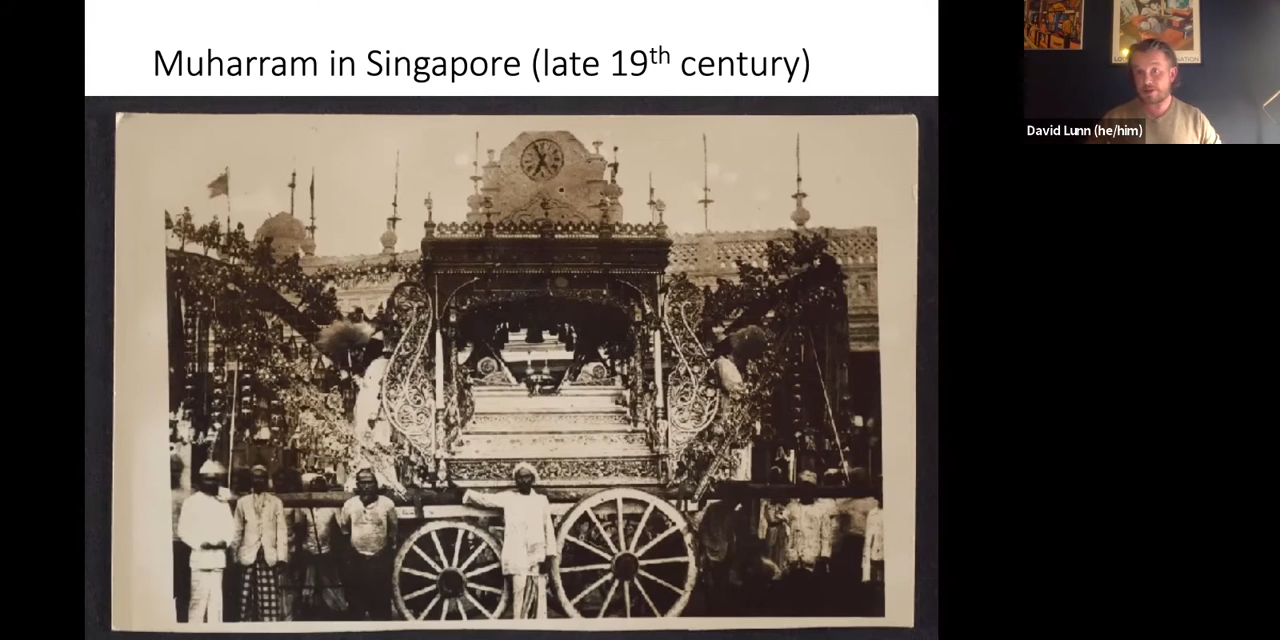 Muharram in Singapore (late 19th century)
David Lunn (he/him)